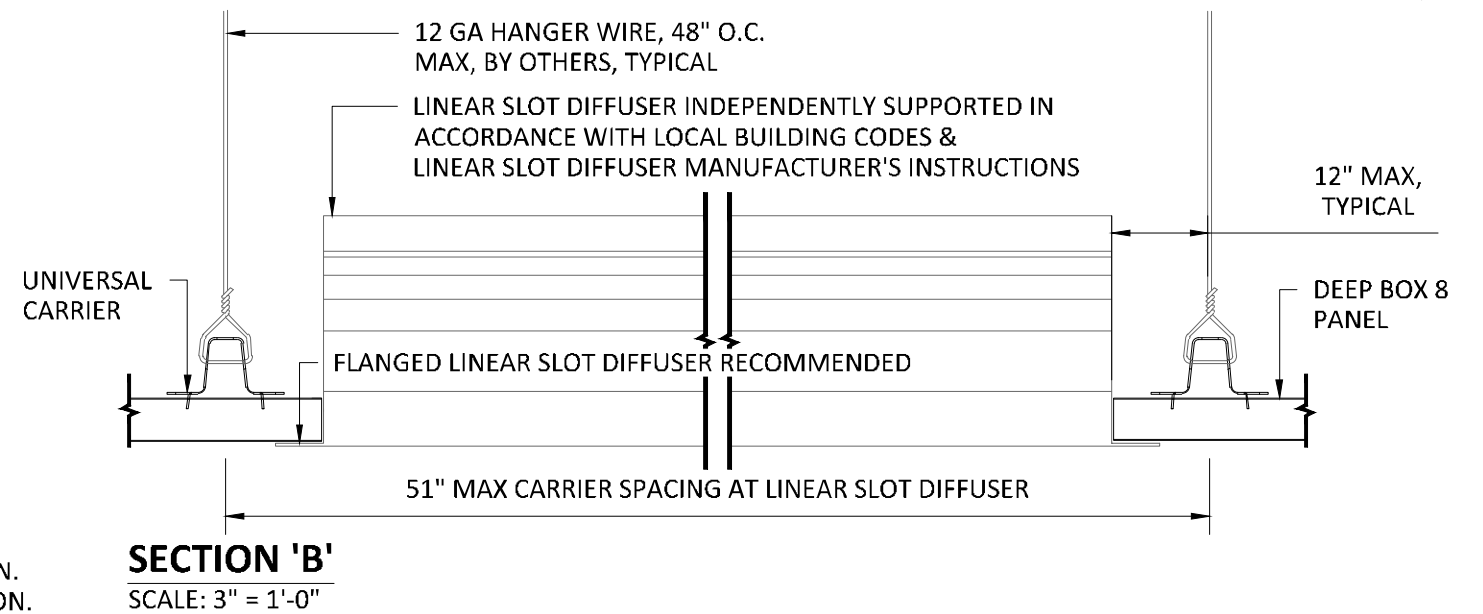 12 GA HANGER WIRE, 48" O.C.
MAX, BY OTHERS, TYPICAL
LINEAR SLOT DIFFUSER INDEPENDENTLY SUPPORTED IN
ACCORDANCE WITH LOCAL BUILDING CODES &
LINEAR SLOT DIFFUSER MANUFACTURER'S INSTRUCTIONS
12" MAX,
TYPICAL
UNIVERSAL
CARRIER
DEEP BOX 8
PANEL
FLANGED LINEAR SLOT DIFFUSER RECOMMENDED
51" MAX CARRIER SPACING AT LINEAR SLOT DIFFUSER
SECTION 'B'
SCALE: 3" = 1'-0"
N.
ON.